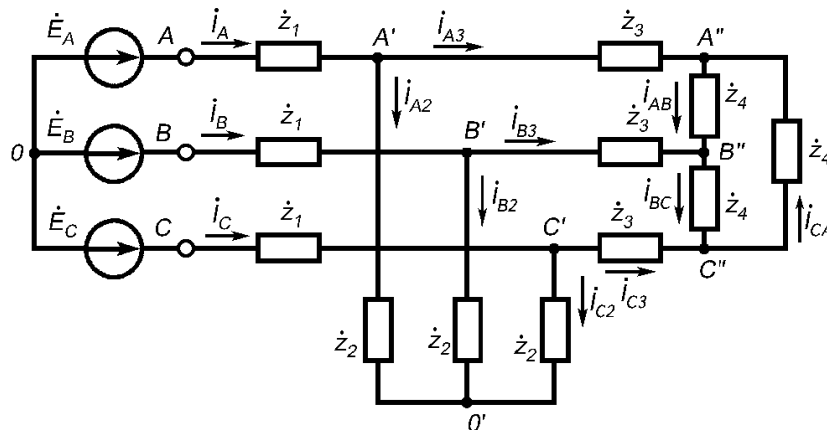 Ė_A A İ_A ż_1 A' İ_A3 ż_3 A"
İ_A2 İ_AB ż_4
Ė_B B İ_B ż_1 B' İ_B3 ż_3 B" ż_4
0
Ė_C C İ_C ż_1 İ_B2 C' ż_3 İ_BC ż_4 İ_CA
C"
İ_C2 İ_C3
ż_2 ż_2 ż_2
0'